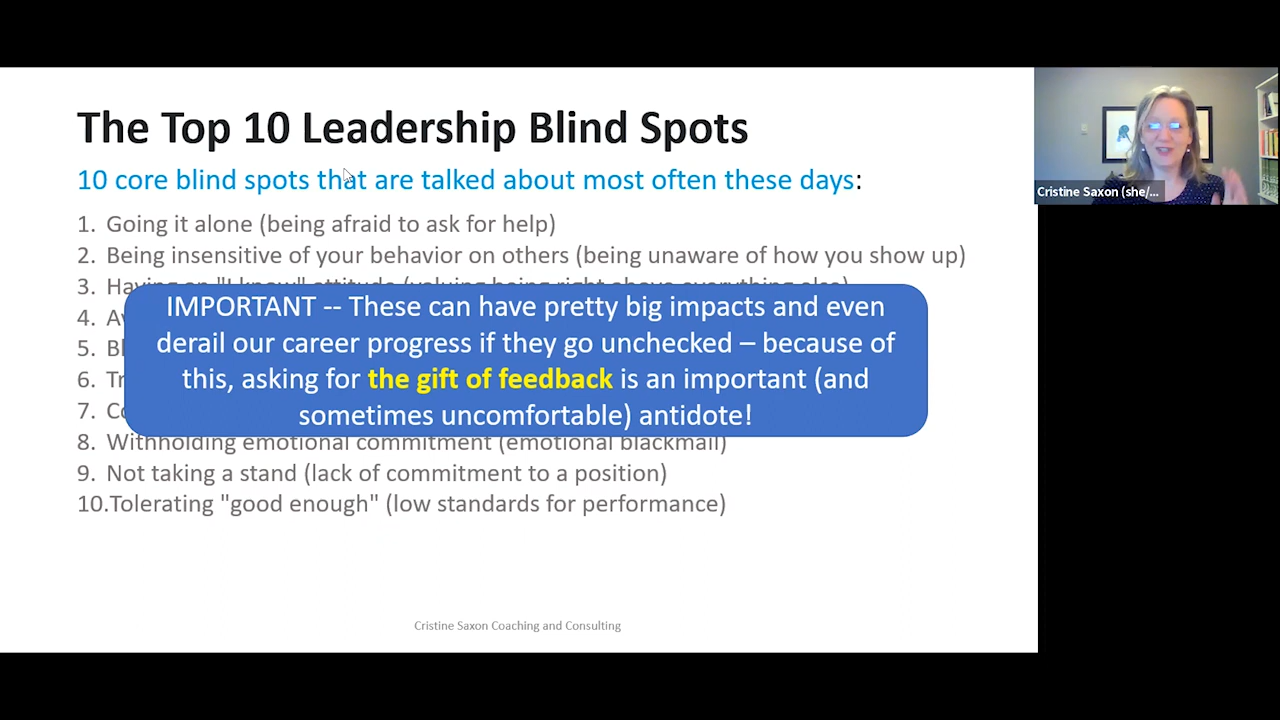 The Top 10 Leadership Blind Spots
10 core blind spots that are talked about most often these days:
1. Going it alone (being afraid to ask for help)
2. Being insensitive of your behavior on others (being unaware of how you show up)
3. Having an "I know" attitude (valuing being right above everything else)
4. Av
5. Bl
6. Tr
7. Co
IMPORTANT -- These can have pretty big impacts and even
derail our career progress if they go unchecked – because of
this, asking for the gift of feedback is an important (and
sometimes uncomfortable) antidote!
8. Withholding emotional commitment (emotional blackmail)
9. Not taking a stand (lack of commitment to a position)
10.Tolerating "good enough" (low standards for performance)
Cristine Saxon Coaching and Consulting
Cristine Saxon (she/...